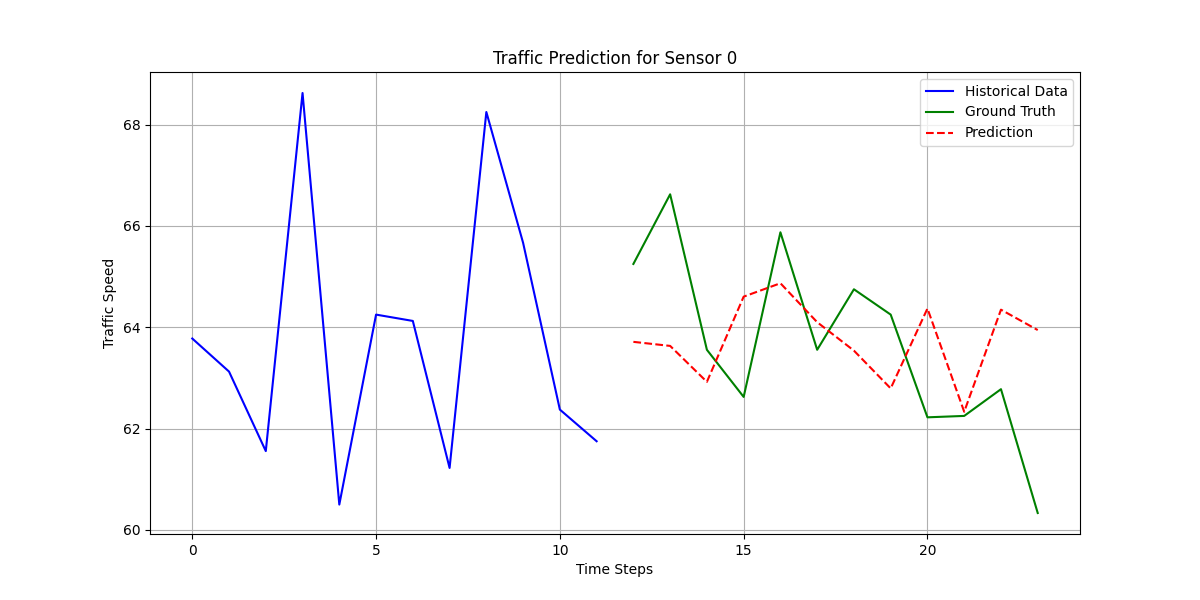 Traffic Prediction for Sensor 0
Historical Data
Ground Truth
Prediction
Traffic Speed
68
66
64
62
60
0 5 10 15 20
Time Steps